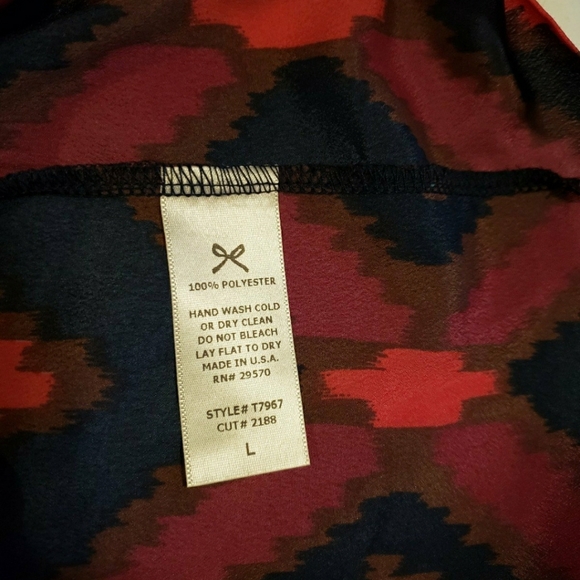 100% POLYESTER
HAND WASH COLD
OR DRY CLEAN
DO NOT BLEACH
LAY FLAT TO DRY
MADE IN U.S.A.
RN# 29570
STYLE# T7967
CUT# 2188
L